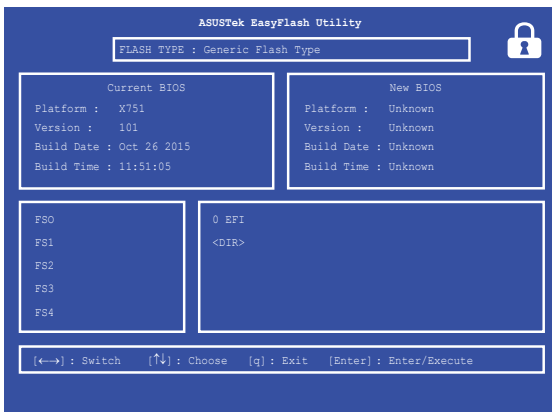 ASUSTek EasyFlash Utility
FLASH TYPE : Generic Flash Type
Current BIOS
Platform : X751
Version : 101
Build Date : Oct 26 2015
Build Time : 11:51:05
New BIOS
Platform : Unknown
Version : Unknown
Build Date : Unknown
Build Time : Unknown
FSO
FS1
FS2
FS3
FS4
0 EFI
<DIR>
[←→] : Switch [↑↓] : Choose [q] : Exit [Enter] : Enter/Execute